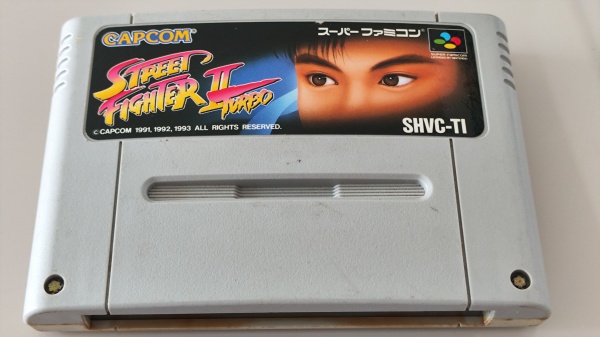 CAPCOM
スーパーファミコン
STREET
FIGHTER II
TURBO
© CAPCOM 1991, 1992, 1993 ALL RIGHTS RESERVED.
SHVC-TI